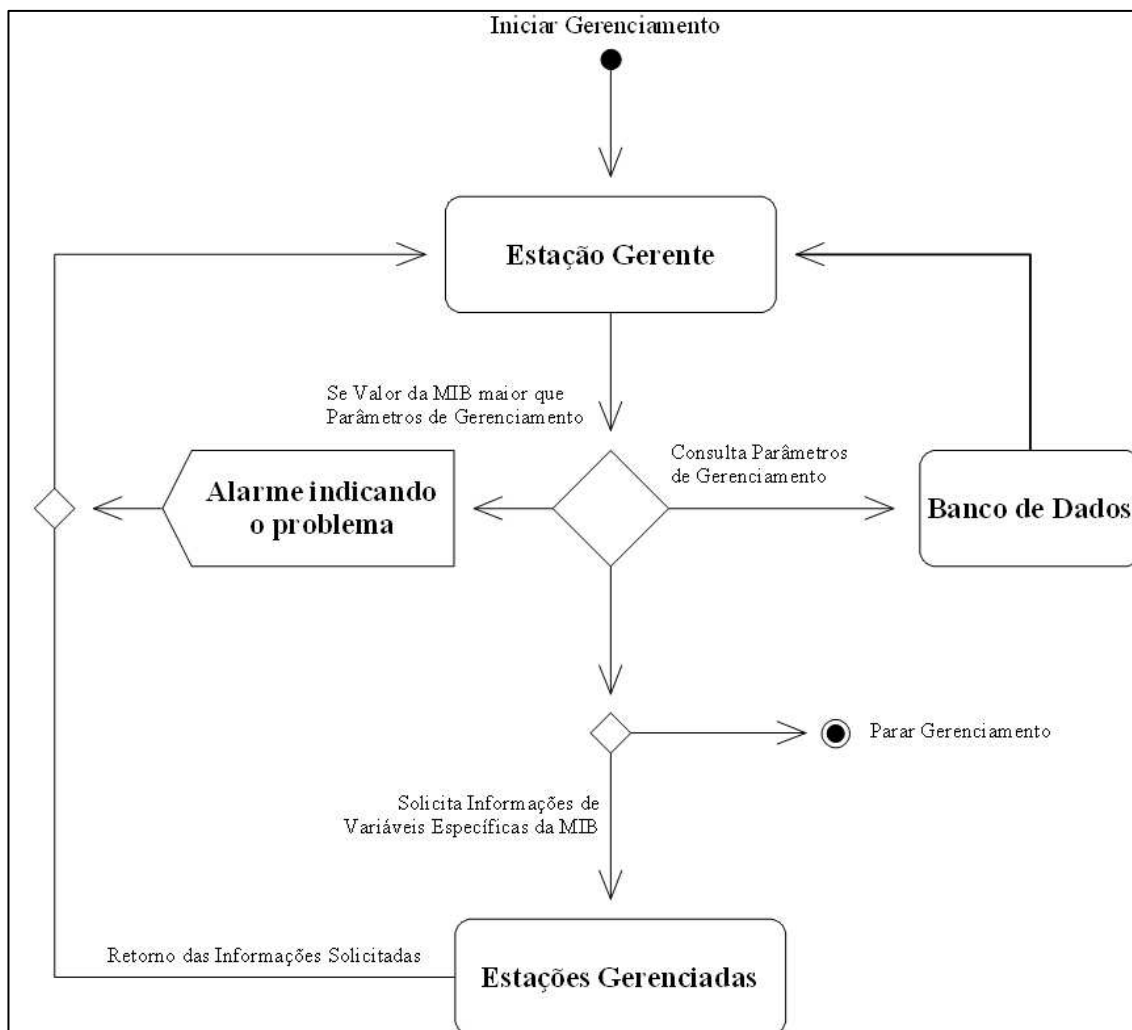 Iniciar Gerenciamento
Estação Gerente
Se Valor da MIB maior que
Parâmetros de Gerenciamento
Consulta Parâmetros
de Gerenciamento
Alarme indicando
o problema
Banco de Dados
Parar Gerenciamento
Solicita Informações de
Variáveis Específicas da MIB
Retorno das Informações Solicitadas
Estações Gerenciadas